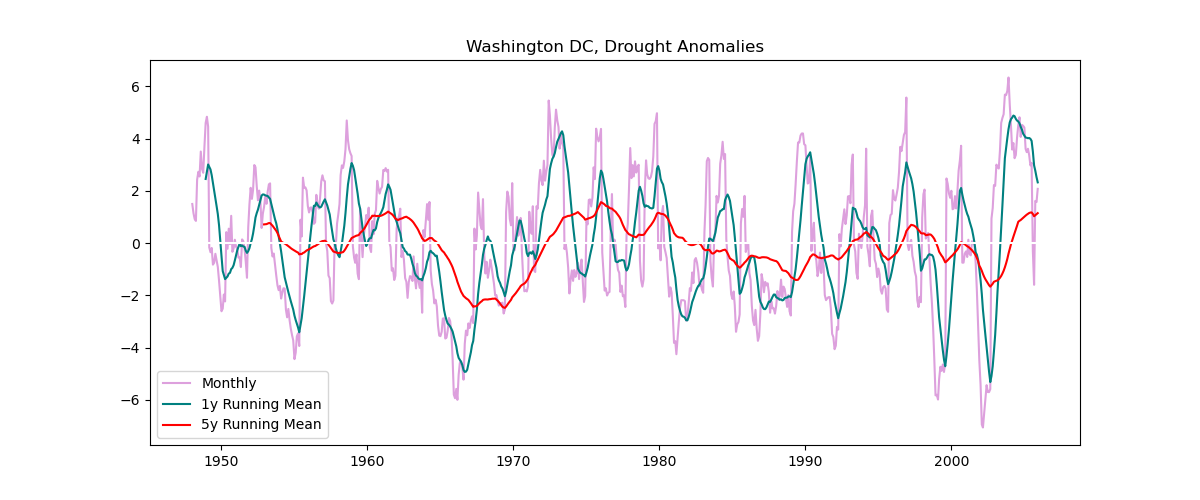 Washington DC, Drought Anomalies
6
4
2
0
−2
−4
−6
Monthly
1y Running Mean
5y Running Mean
1950 1960 1970 1980 1990 2000